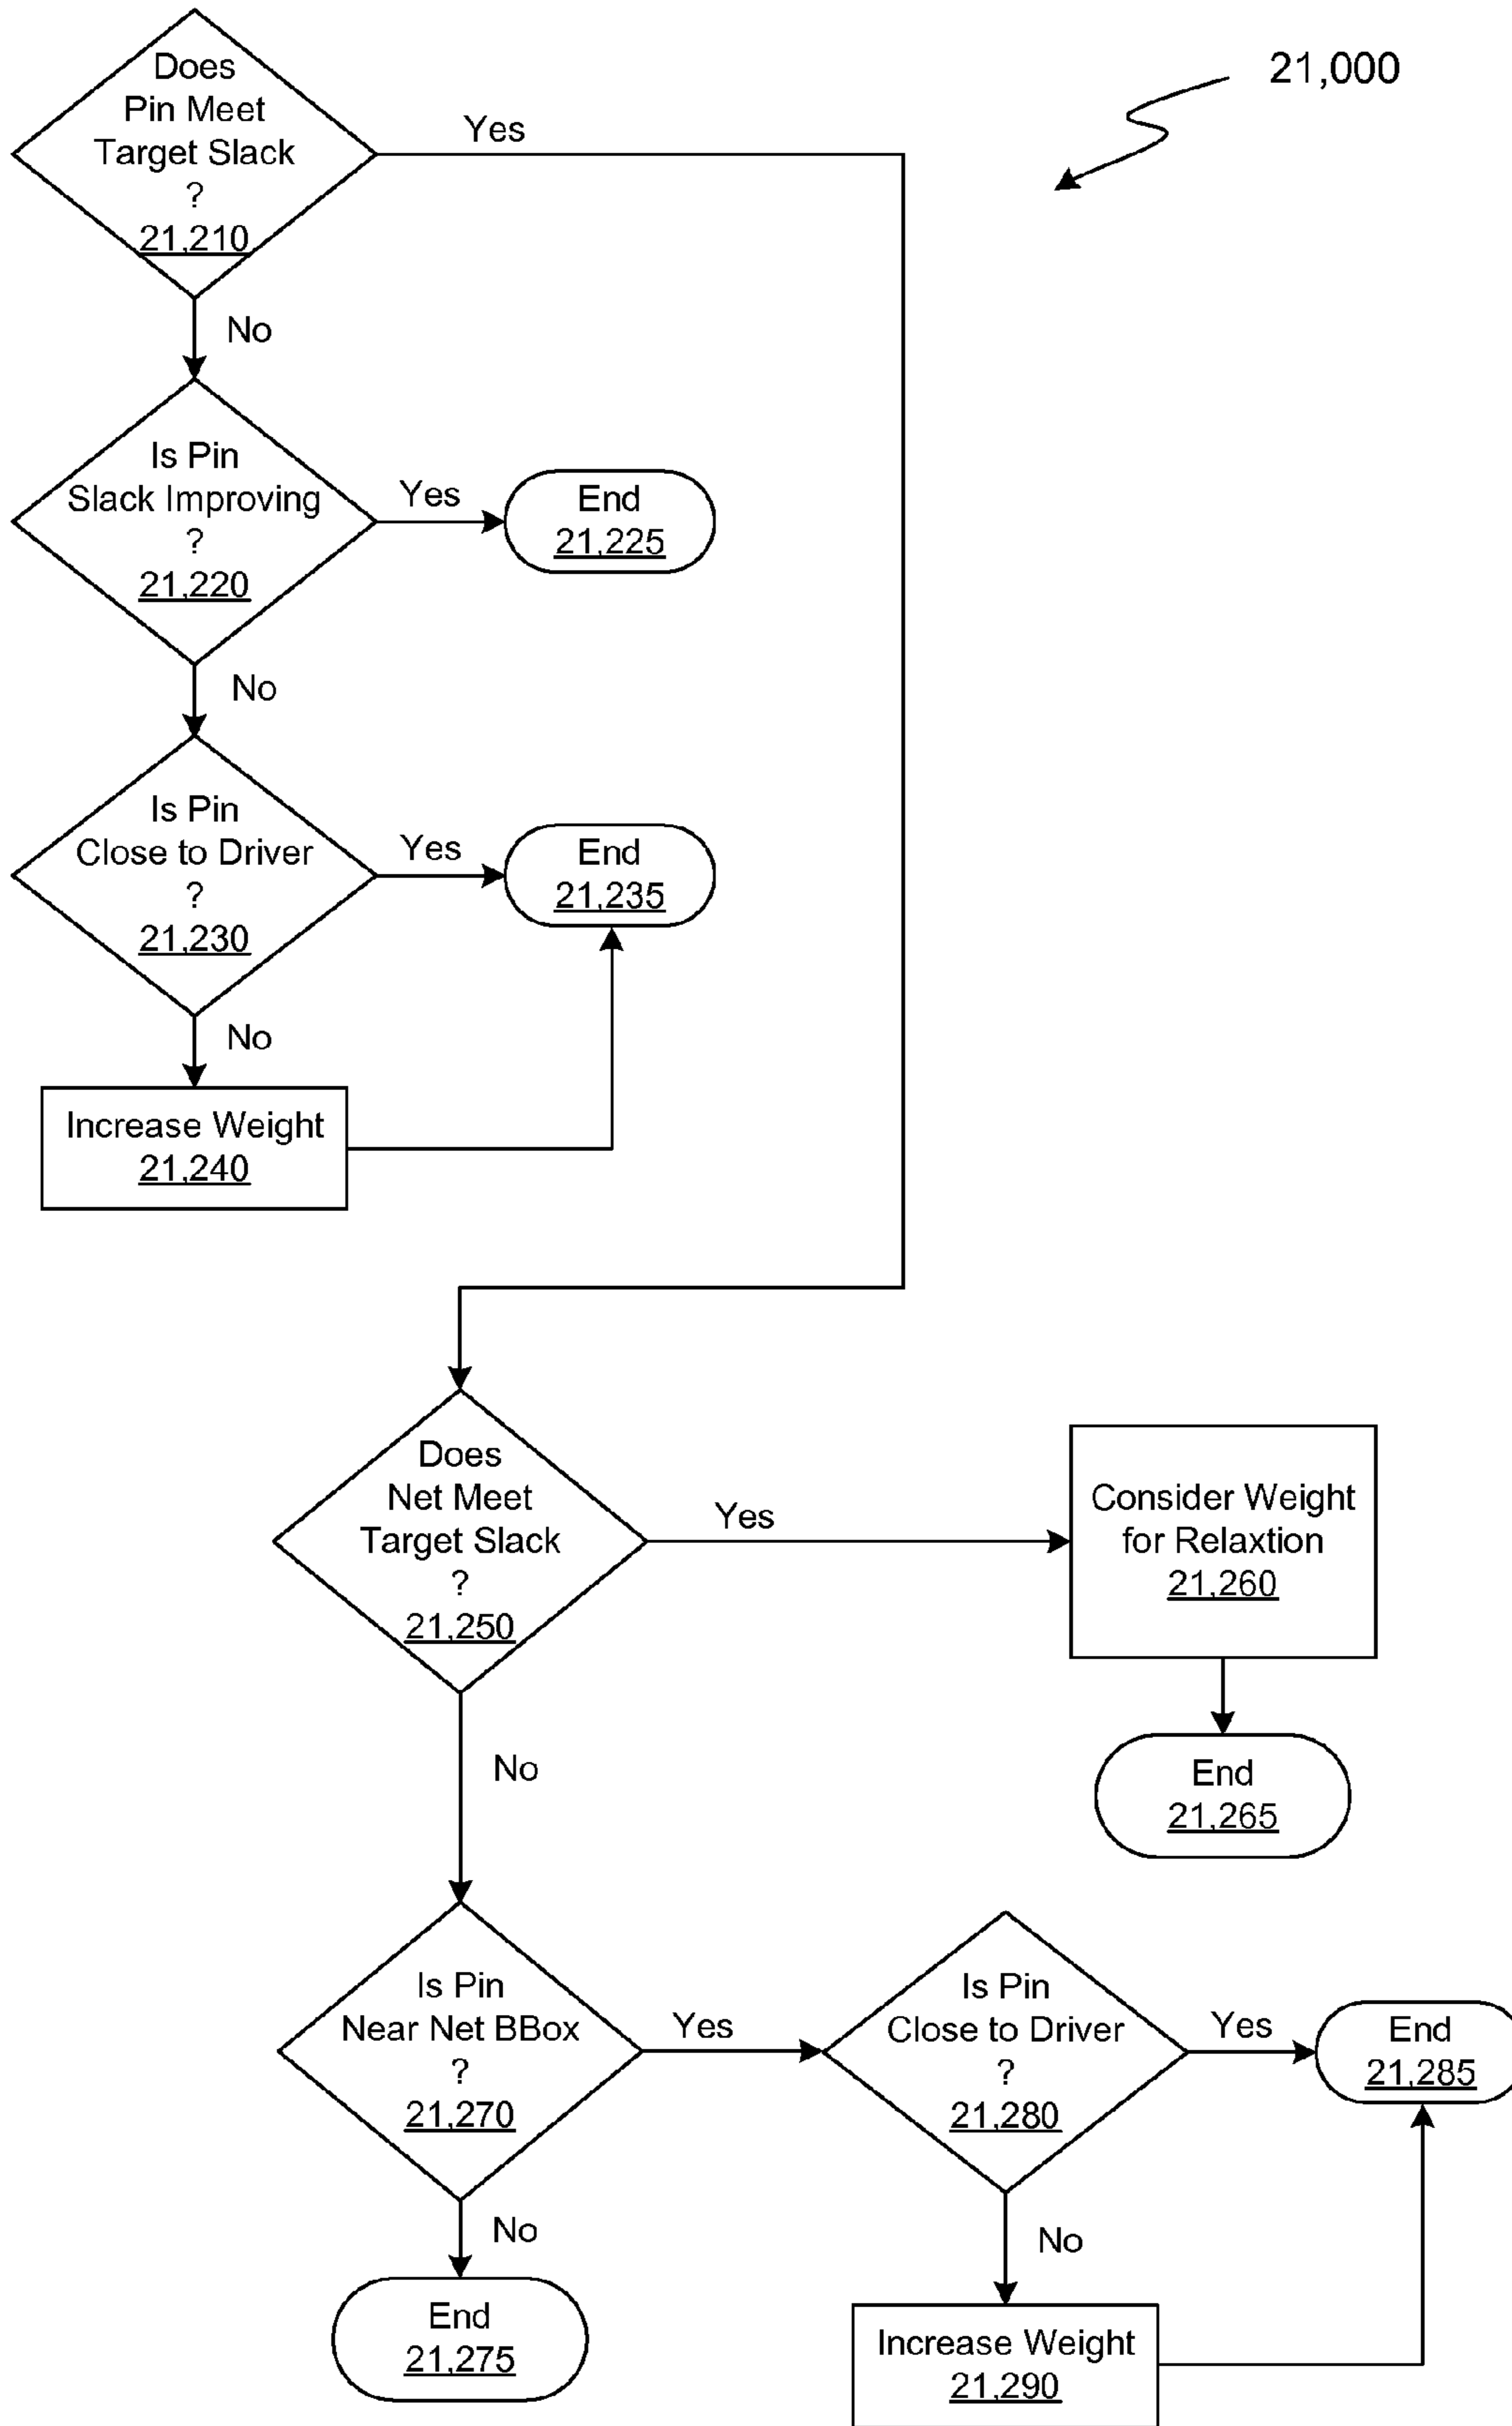 21,000
Does
Pin Meet
Target Slack
?
21,210
Yes
No
Is Pin
Slack Improving
?
21,220
Yes
End
21,225
No
Is Pin
Close to Driver
?
21,230
Yes
End
21,235
No
Increase Weight
21,240
Does
Net Meet
Target Slack
?
21,250
Yes
Consider Weight
for Relaxtion
21,260
End
21,265
No
Is Pin
Near Net BBox
?
21,270
Yes
Is Pin
Close to Driver
?
21,280
Yes
End
21,285
No
End
21,275
No
Increase Weight
21,290